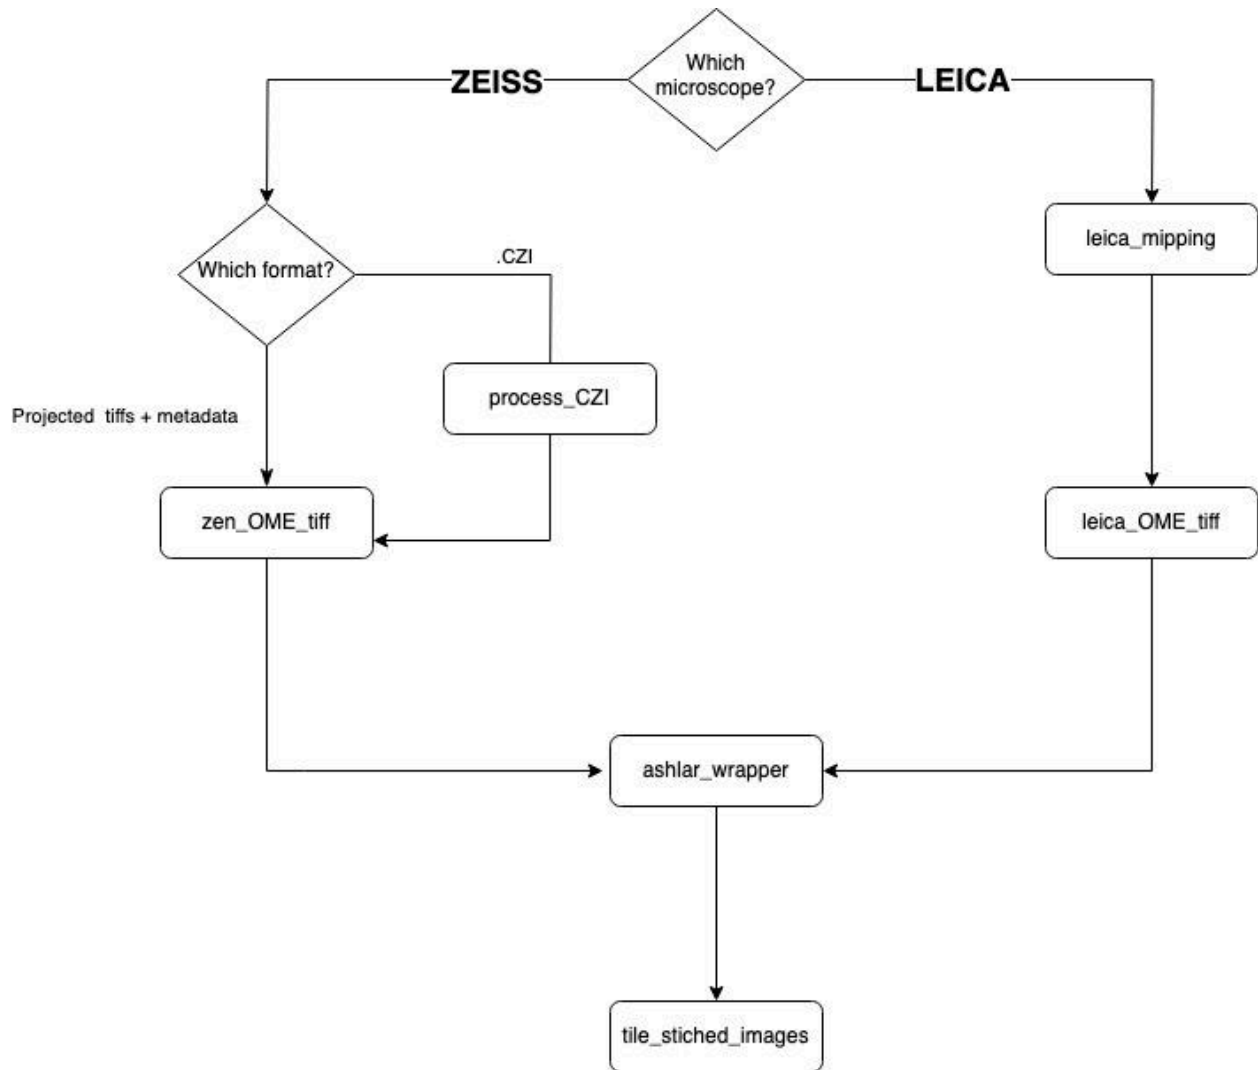 Which
microscope?
ZEISS
LEICA
leica_mipping
Which format?
.CZI
process_CZI
Projected tiffs + metadata
zen_OME_tiff
leica_OME_tiff
ashlar_wrapper
tile_stiched_images